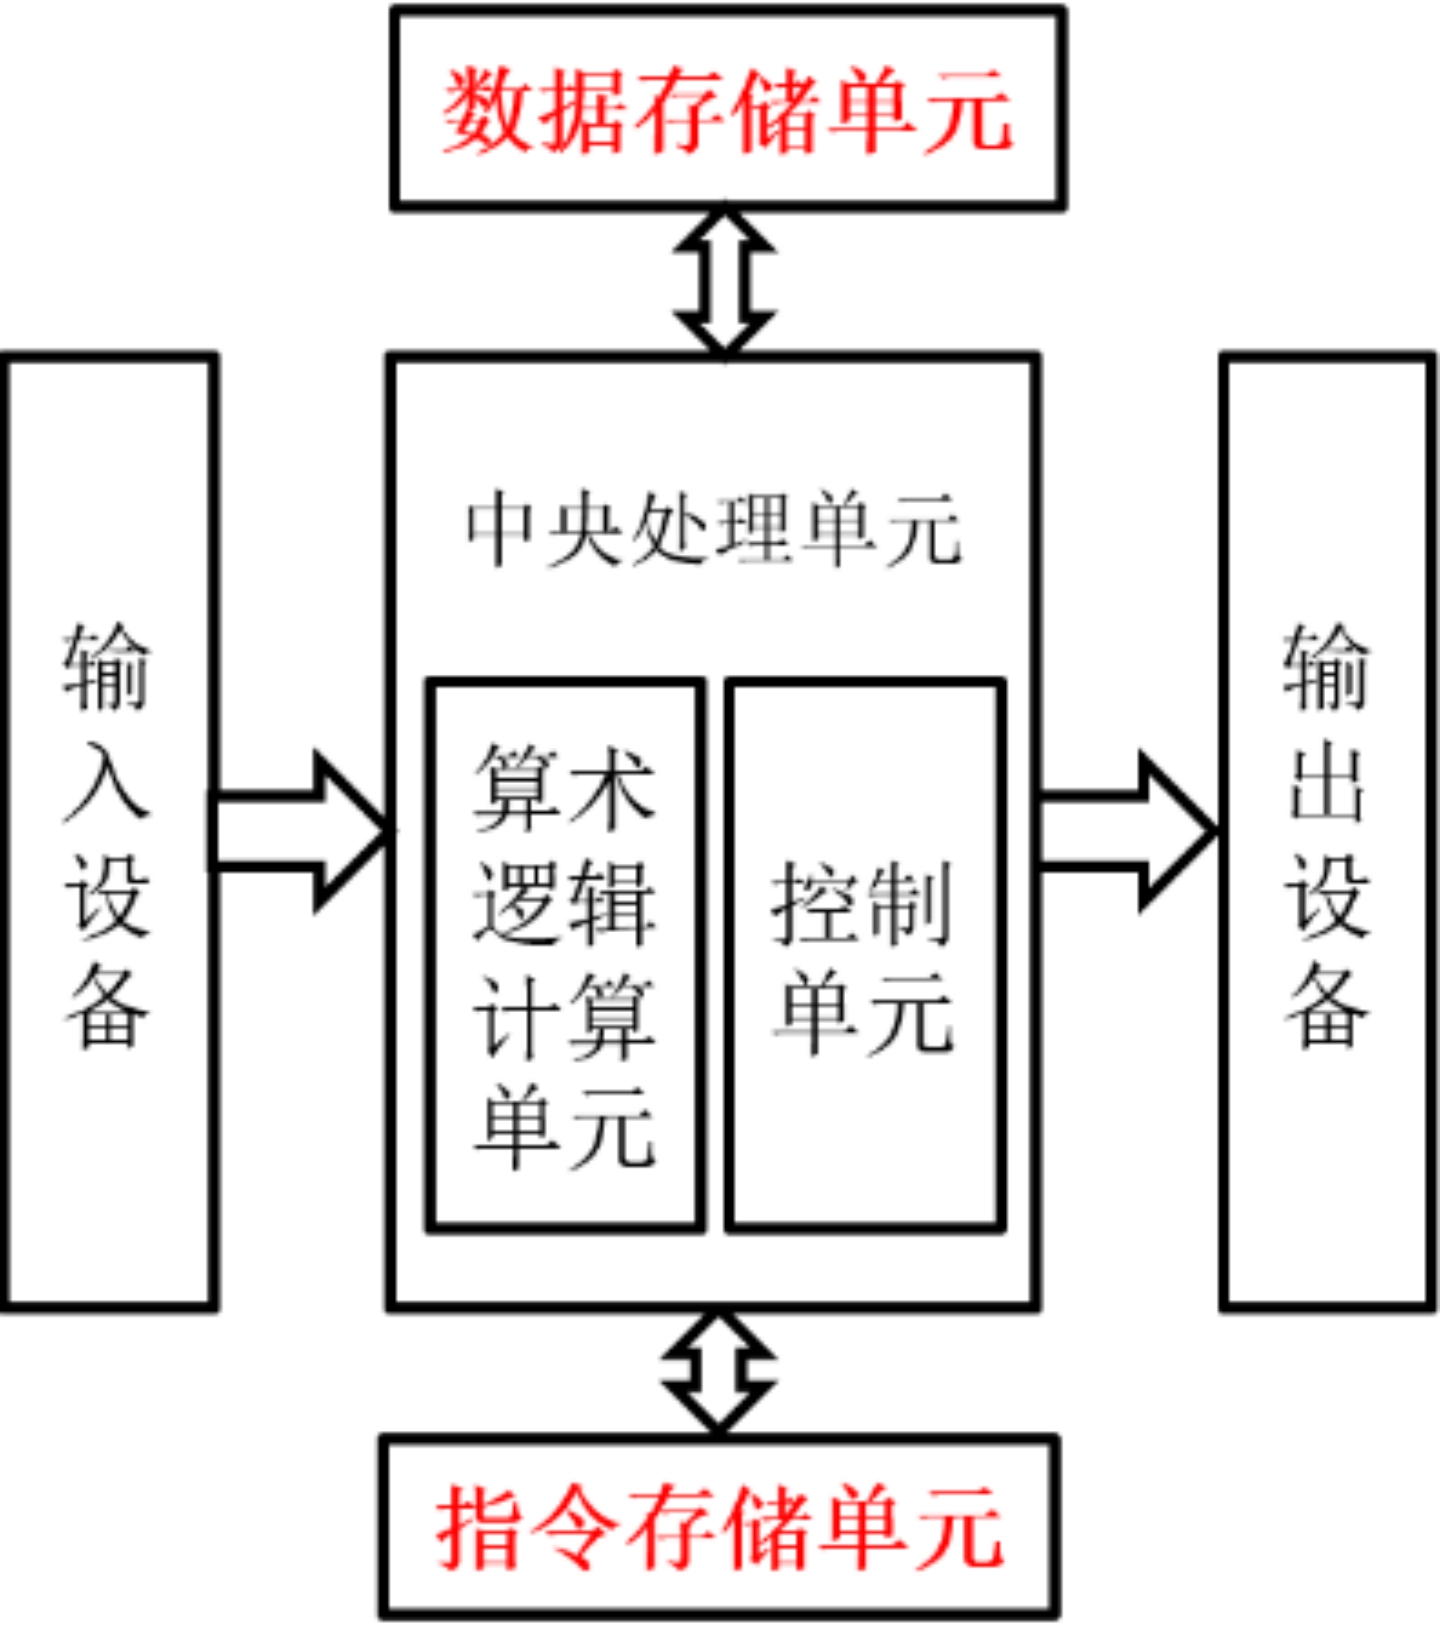 数据存储单元
中央处理单元
输
入
设
备
算术
逻辑
计算
单元
控制
单元
输
出
设
备
指令存储单元